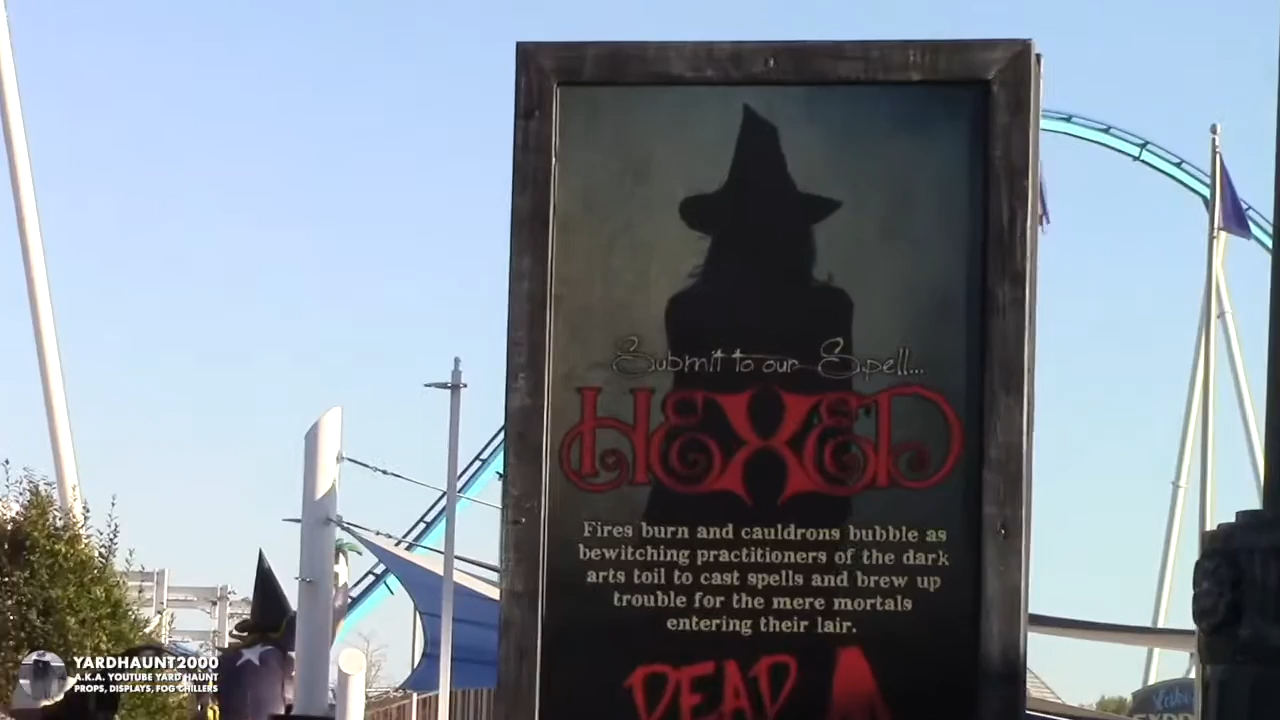 Submit to our Spell...
HEXED
Fires burn and cauldrons bubble as
bewitching practitioners of the dark
arts toil to cast spells and brew up
trouble for the mere mortals
entering their lair.
DEAD
YARDHAUNT2000
A.K.A. YOUTUBE YARD HAUNT
PROPS, DISPLAYS, FOG CHILLERS